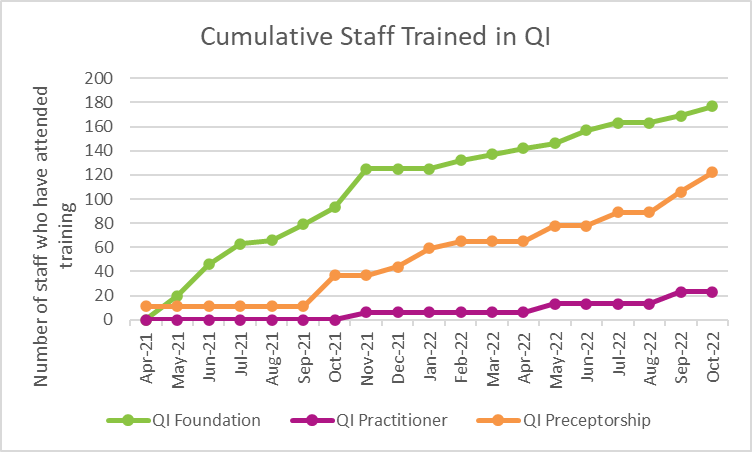 Cumulative Staff Trained in QI
Number of staff who have attended
training
200
180
160
140
120
100
80
60
40
20
0
Apr-21
May-21
Jun-21
Jul-21
Aug-21
Sep-21
Oct-21
Nov-21
Dec-21
Jan-22
Feb-22
Mar-22
Apr-22
May-22
Jun-22
Jul-22
Aug-22
Sep-22
Oct-22
QI Foundation
QI Practitioner
QI Preceptorship